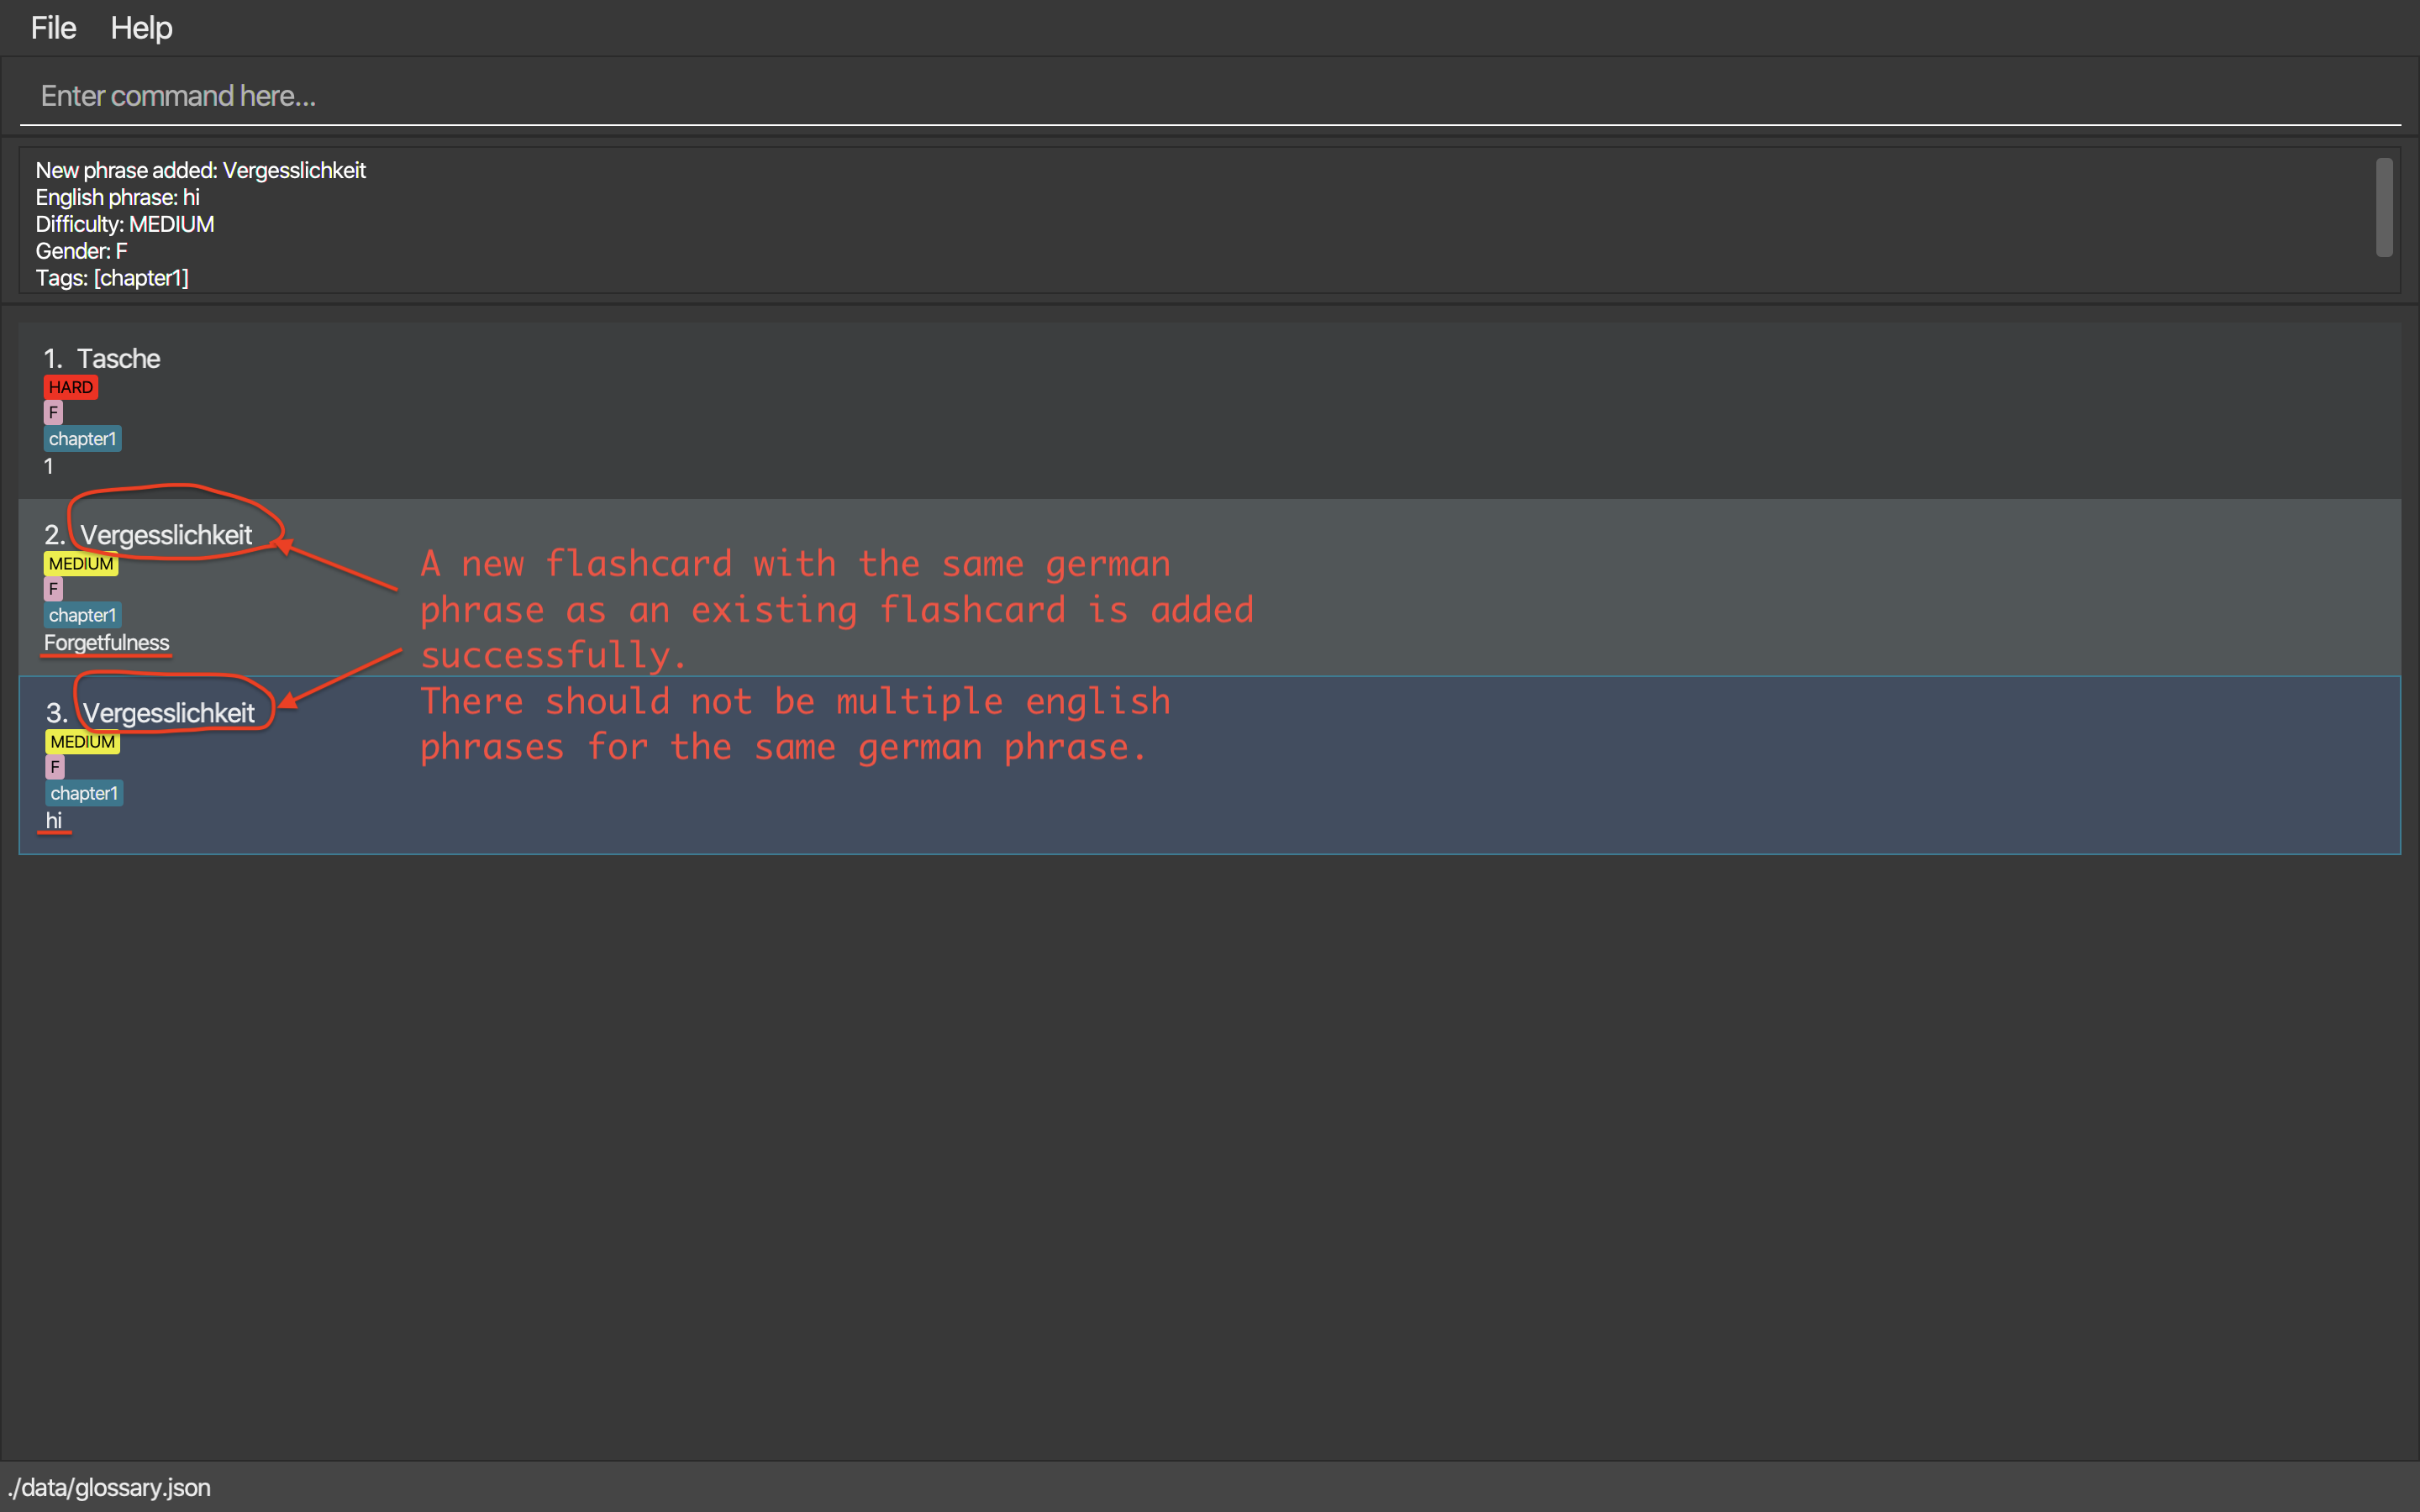 File Help
Enter command here...
New phrase added: Vergesslichkeit
English phrase: hi
Difficulty: MEDIUM
Gender: F
Tags: [chapter1]
1. Tasche
HARD
F
chapter1
1
2. Vergesslichkeit
MEDIUM
F
chapter1
Forgetfulness
3. Vergesslichkeit
MEDIUM
F
chapter1
hi
A new flashcard with the same german
phrase as an existing flashcard is added
successfully.
There should not be multiple english
phrases for the same german phrase.
./data/glossary.json